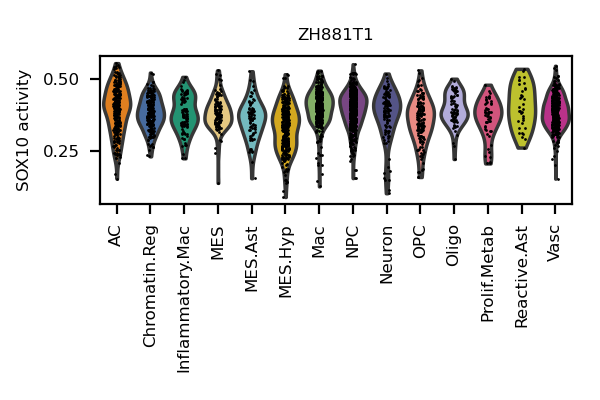 ZH881T1
SOX10 activity
0.50
0.25
AC
Chromatin.Reg
Inflammatory.Mac
MES
MES.Ast
MES.Hyp
Mac
NPC
Neuron
OPC
Oligo
Prolif.Metab
Reactive.Ast
Vasc